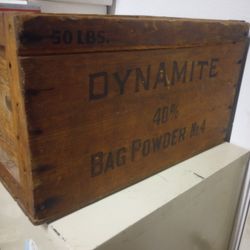 50 LBS.
DYNAMITE
40%
BAG POWDER No 4